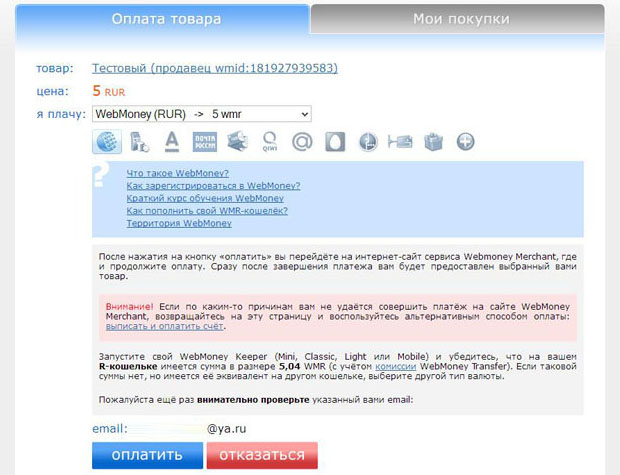 Оплата товара
Мои покупки
товар: Тестовый (продавец wmid:181927939583)
цена: 5 RUR
я плачу: WebMoney (RUR) -> 5 wmr
ПОЧТА РОССИИ
QIWI
?
Что такое WebMoney?
Как зарегистрироваться в WebMoney?
Краткий курс обучения WebMoney
Как пополнить свой WMR-кошелёк?
Территория WebMoney
После нажатия на кнопку «оплатить» вы перейдёте на интернет-сайт сервиса Webmoney Merchant, где
и продолжите оплату. Сразу после завершения платежа вам будет предоставлен выбранный вами
товар.
Внимание! Если по каким-то причинам вам не удаётся совершить платёж на сайте WebMoney
Merchant, возвращайтесь на эту страницу и воспользуйтесь альтернативным способом оплаты:
выписать и оплатить счёт.
Запустите свой WebMoney Keeper (Mini, Classic, Light или Mobile) и убедитесь, что на вашем
R-кошельке имеется сумма в размере 5,04 WMR (с учётом комиссии WebMoney Transfer). Если таковой
суммы нет, но имеется её эквивалент на другом кошельке, выберите другой тип валюты.
Пожалуйста ещё раз внимательно проверьте указанный вами email:
email: @ya.ru
оплатить
отказаться